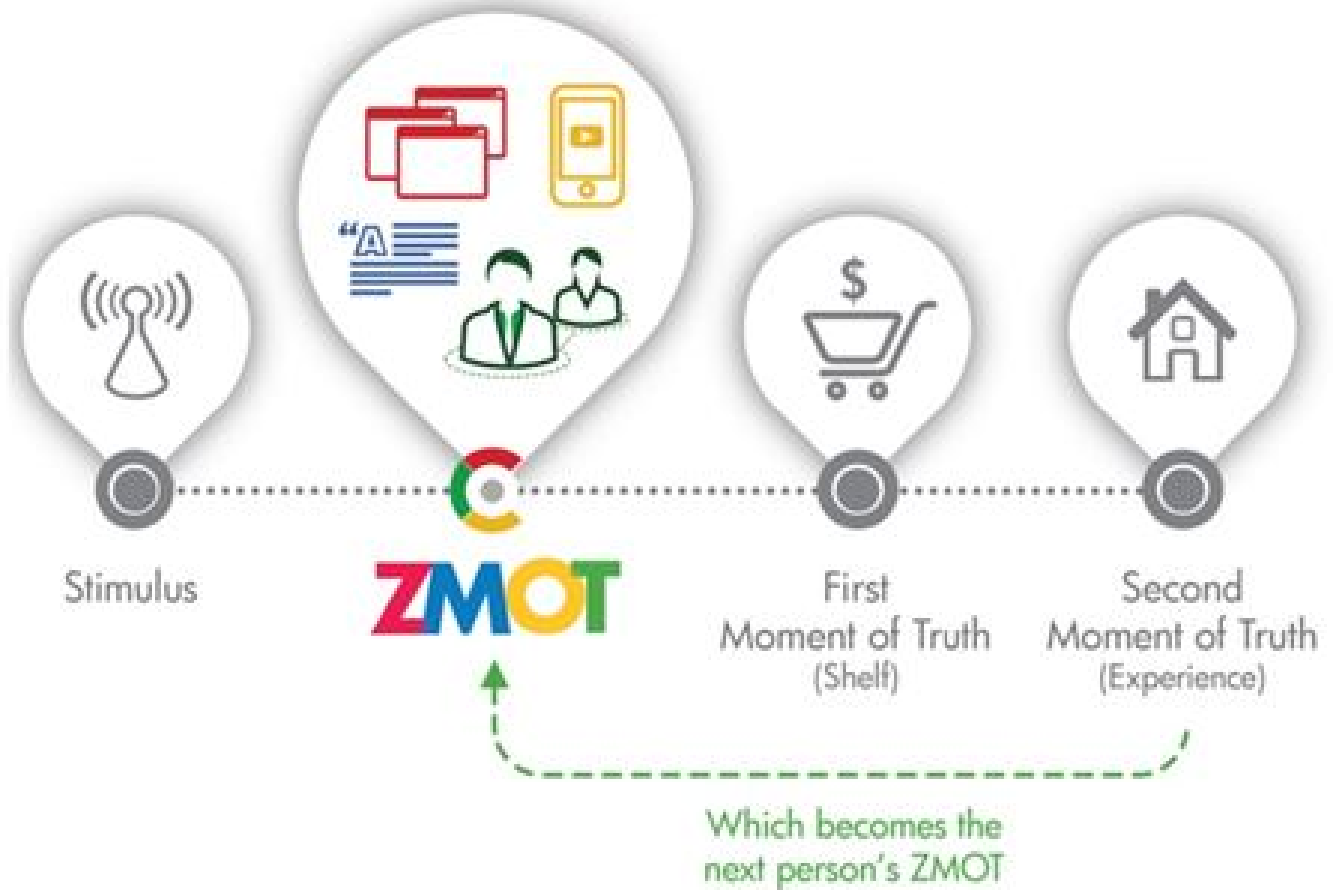 "A
$
Stimulus
ZMOT
First
Moment of Truth
(Shelf)
Second
Moment of Truth
(Experience)
Which becomes the
next person's ZMOT